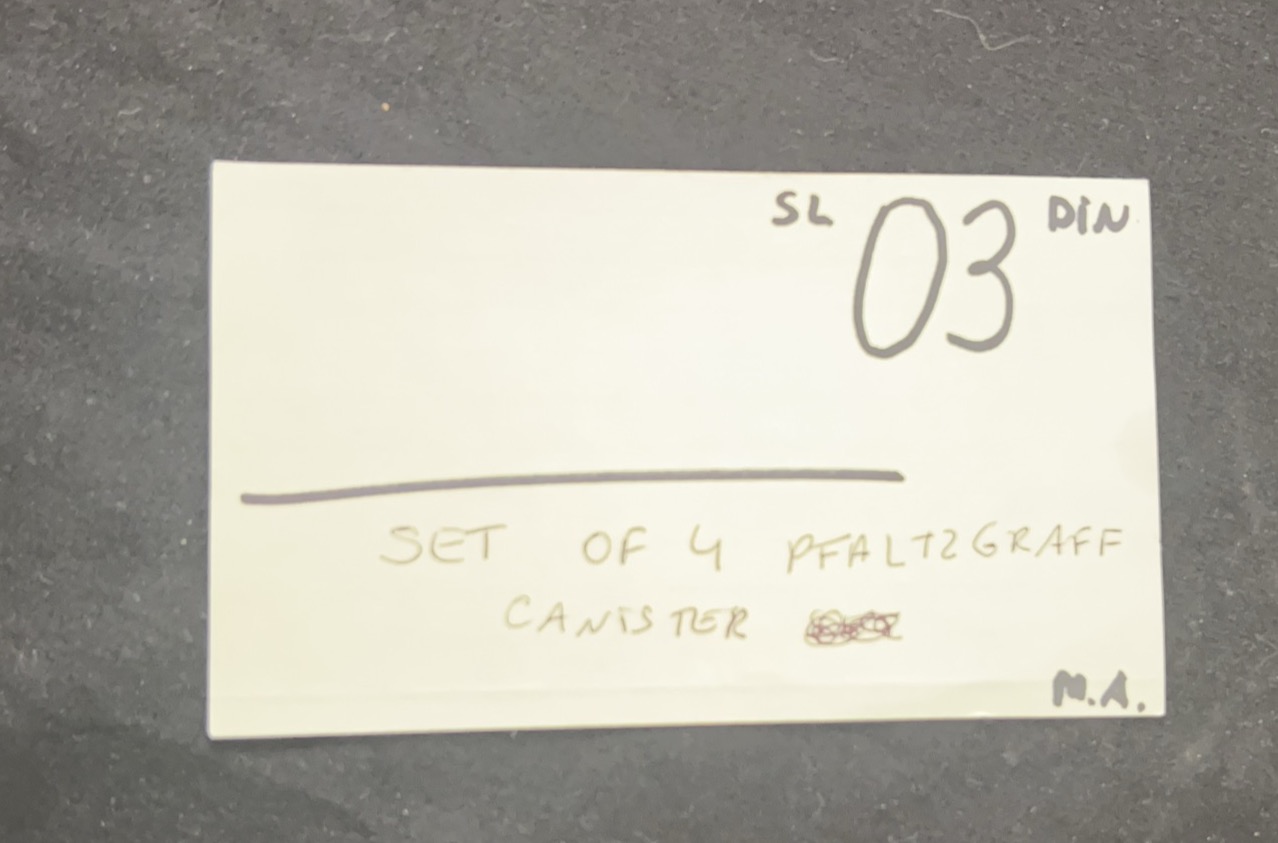 SL 03 DIN
SET OF 4 PFALTZGRAFF
CANISTER
M.A.